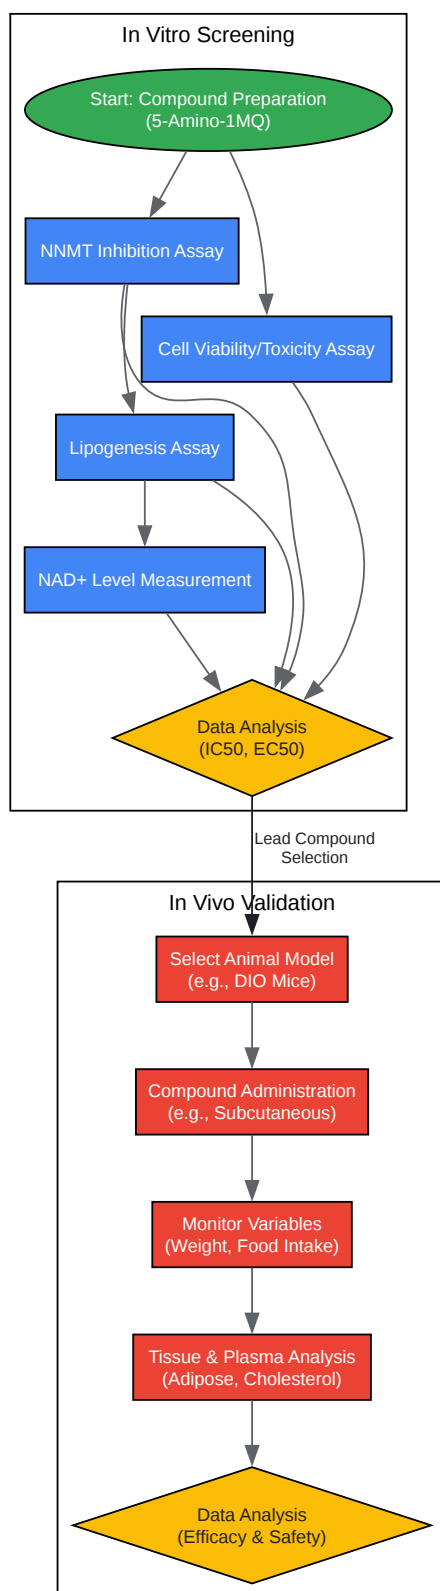 In Vitro Screening
Start: Compound Preparation
(5-Amino-1MQ)
NNMT Inhibition Assay
Cell Viability/Toxicity Assay
Lipogenesis Assay
NAD+ Level Measurement
Data Analysis
(IC50, EC50)
Lead Compound
Selection
In Vivo Validation
Select Animal Model
(e.g., DIO Mice)
Compound Administration
(e.g., Subcutaneous)
Monitor Variables
(Weight, Food Intake)
Tissue & Plasma Analysis
(Adipose, Cholesterol)
Data Analysis
(Efficacy & Safety)